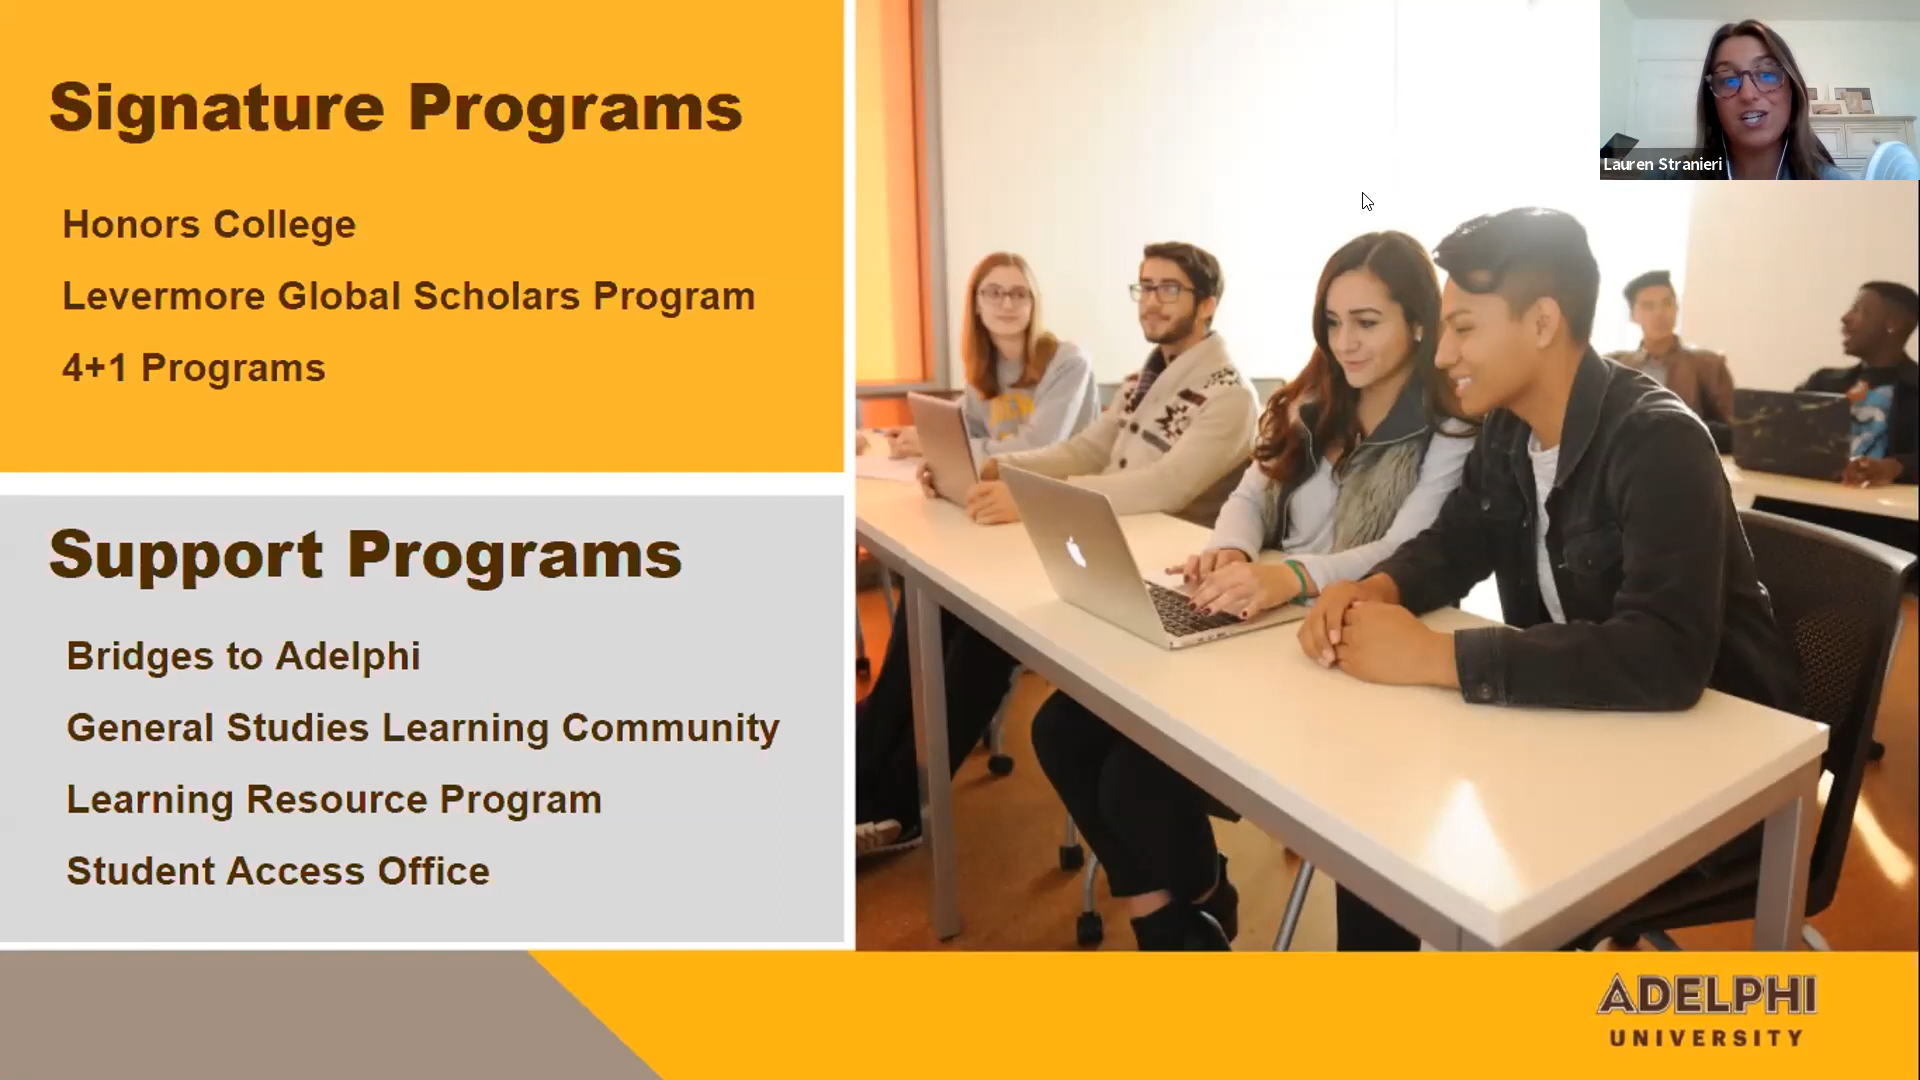 Signature Programs
Honors College
Levermore Global Scholars Program
4+1 Programs
Support Programs
Bridges to Adelphi
General Studies Learning Community
Learning Resource Program
Student Access Office
Lauren Stranieri
ADELPHI
UNIVERSITY